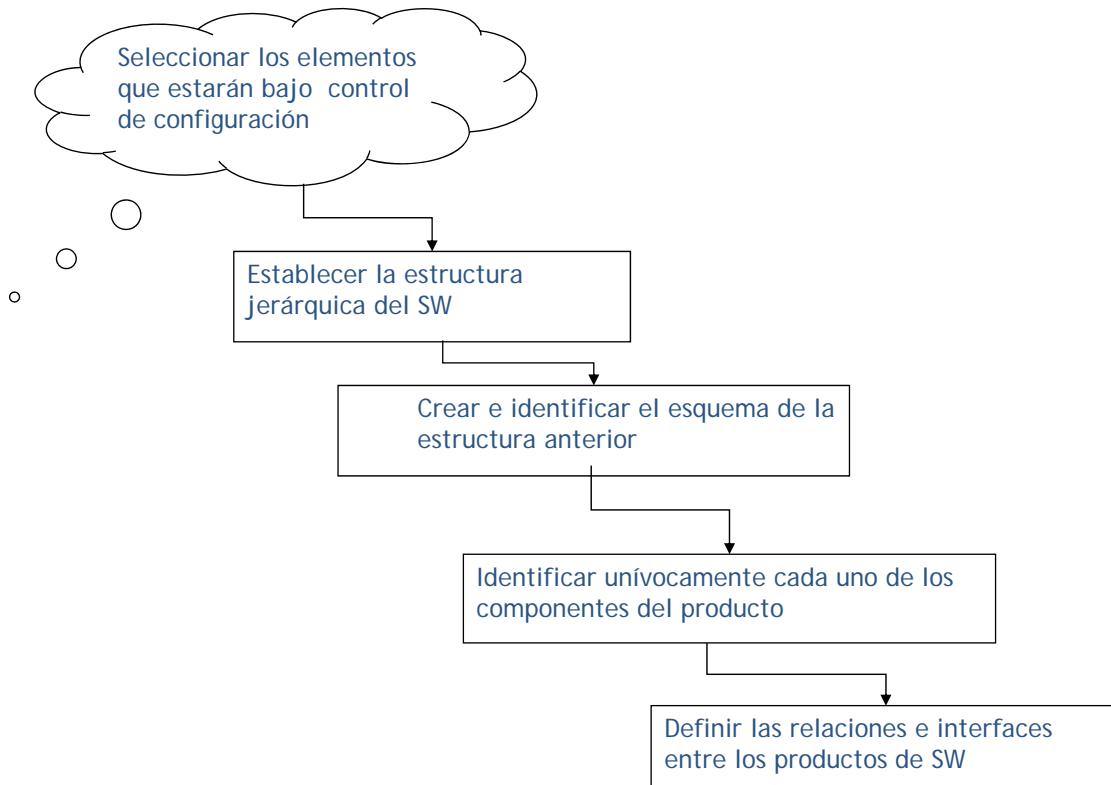 Seleccionar los elementos
que estarán bajo control
de configuración
Establecer la estructura
jerárquica del SW
Crear e identificar el esquema de la
estructura anterior
Identificar unívocamente cada uno de los
componentes del producto
Definir las relaciones e interfaces
entre los productos de SW